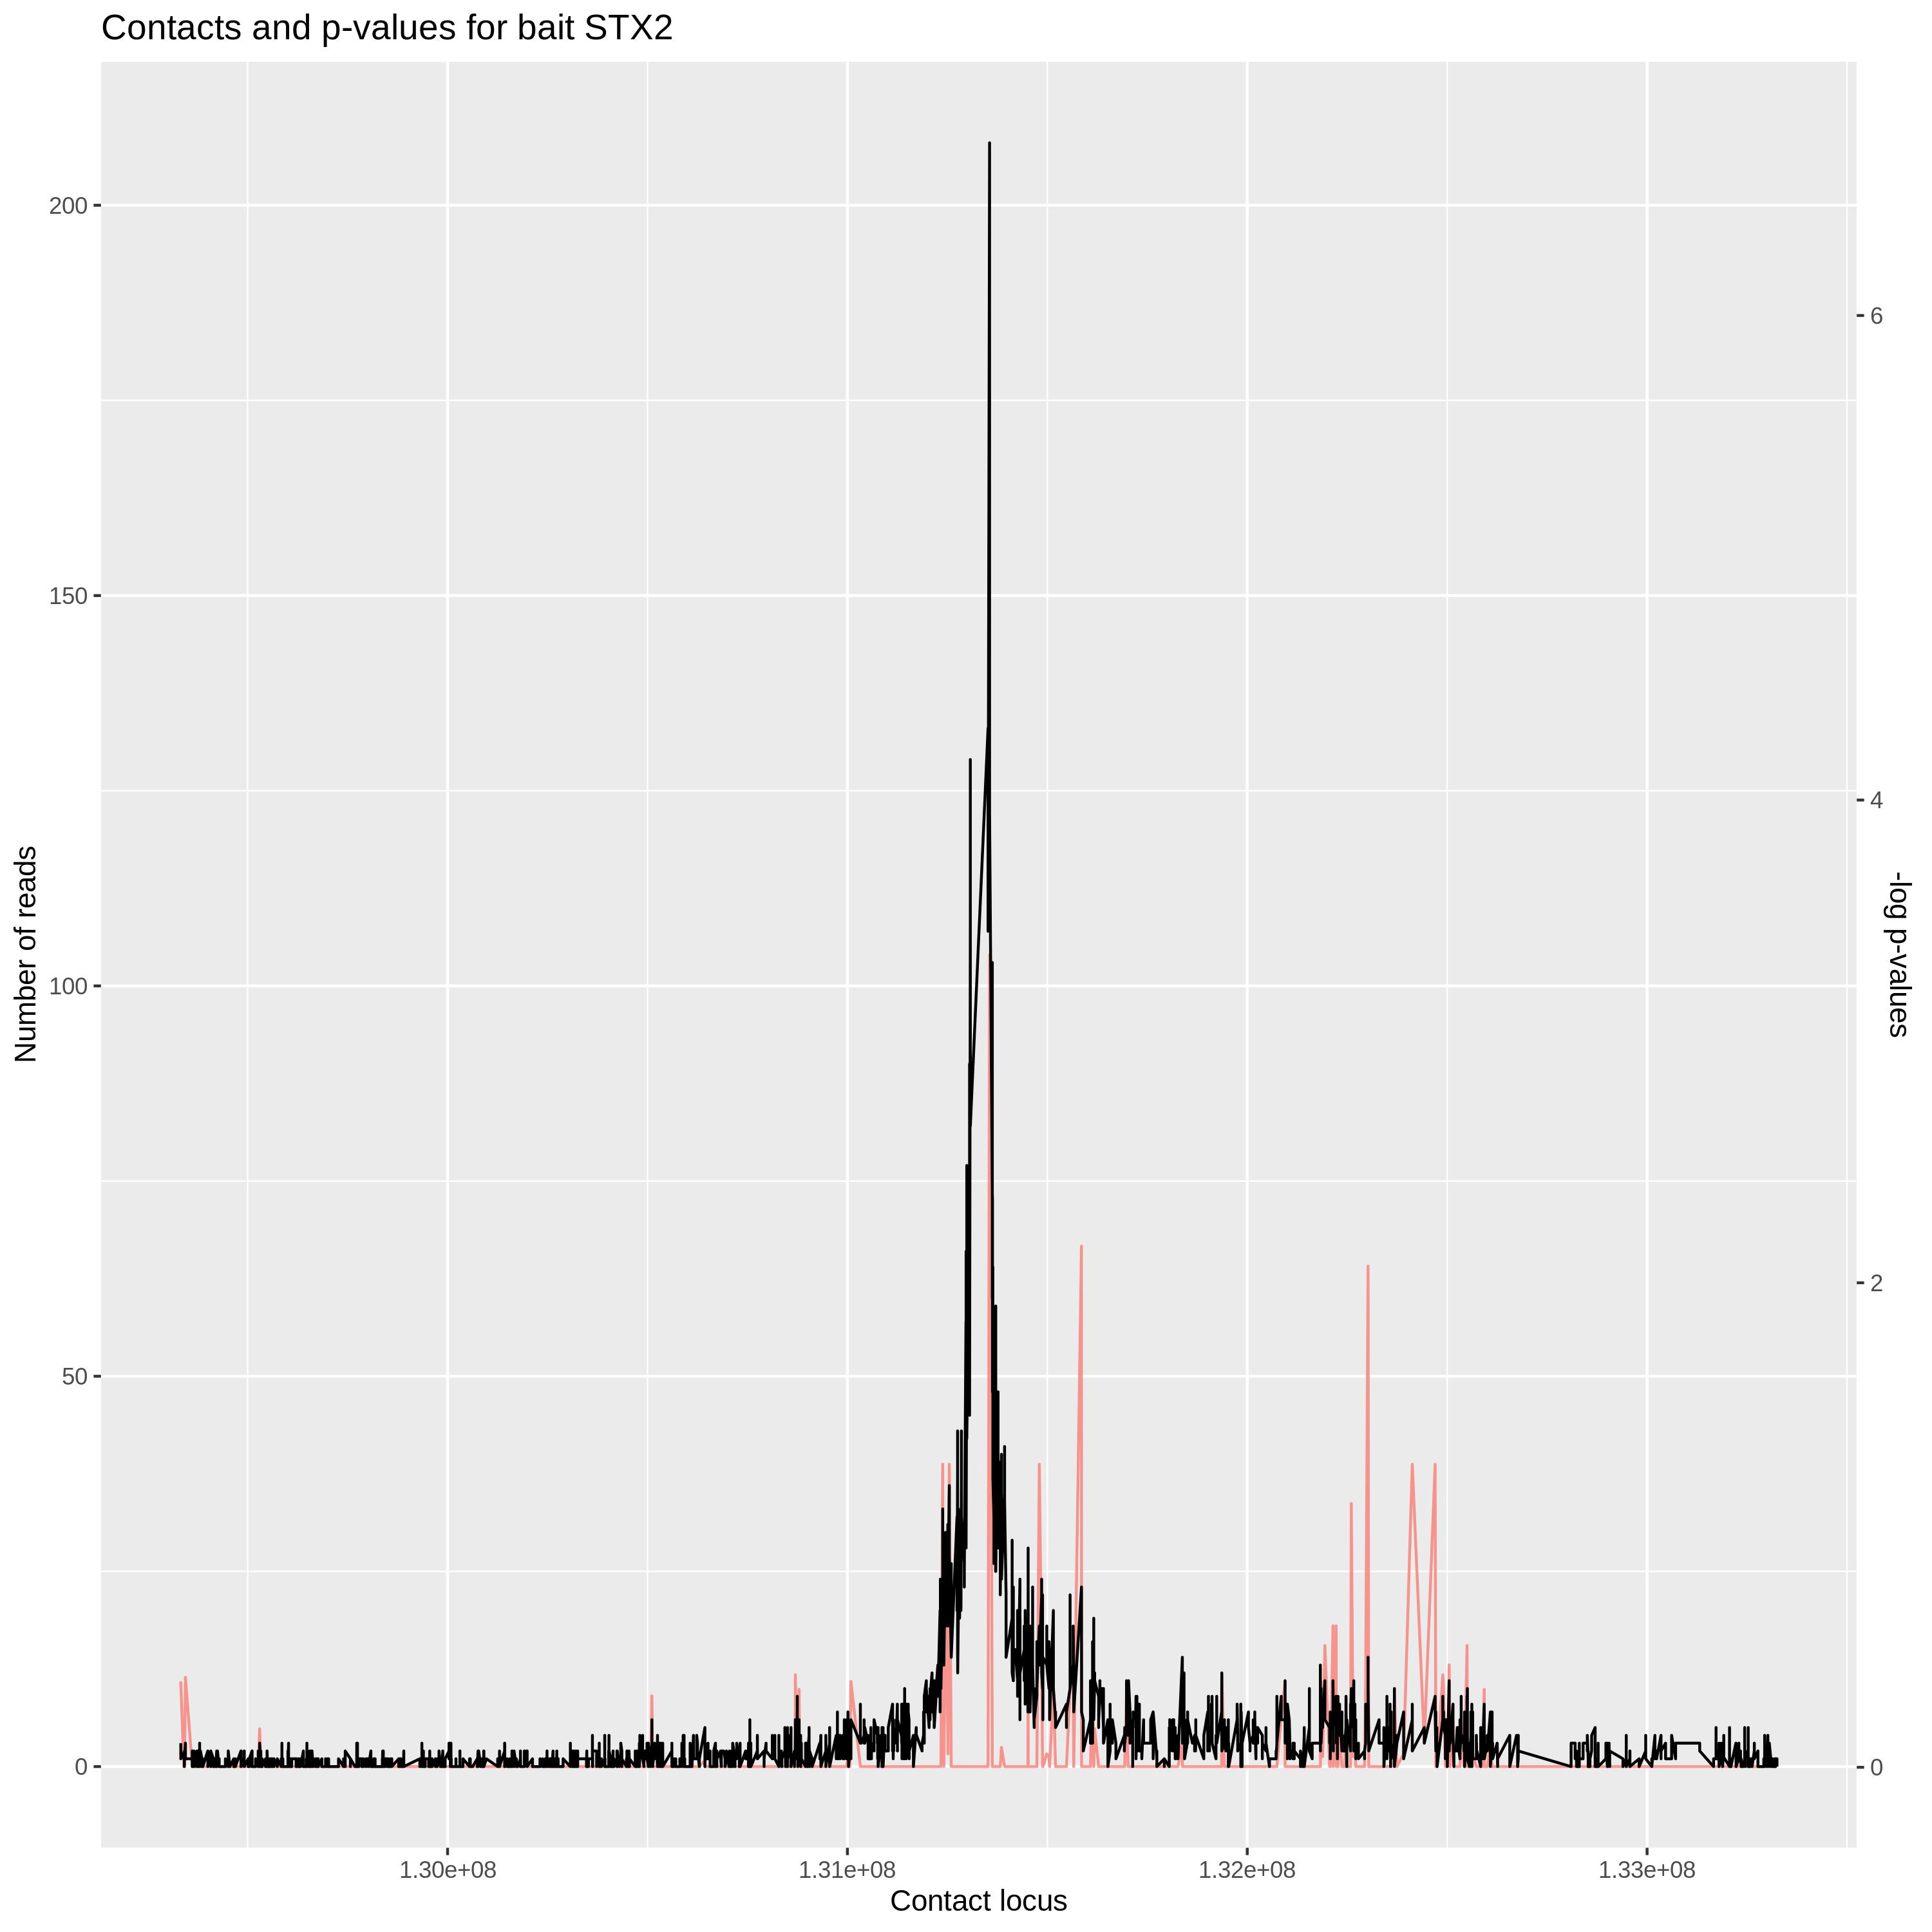 Contacts and p-values for bait STX2
200
150
100
50
0
Number of reads
6
4
2
0
-log p-values
1.30e+08
1.31e+08
1.32e+08
1.33e+08
Contact locus